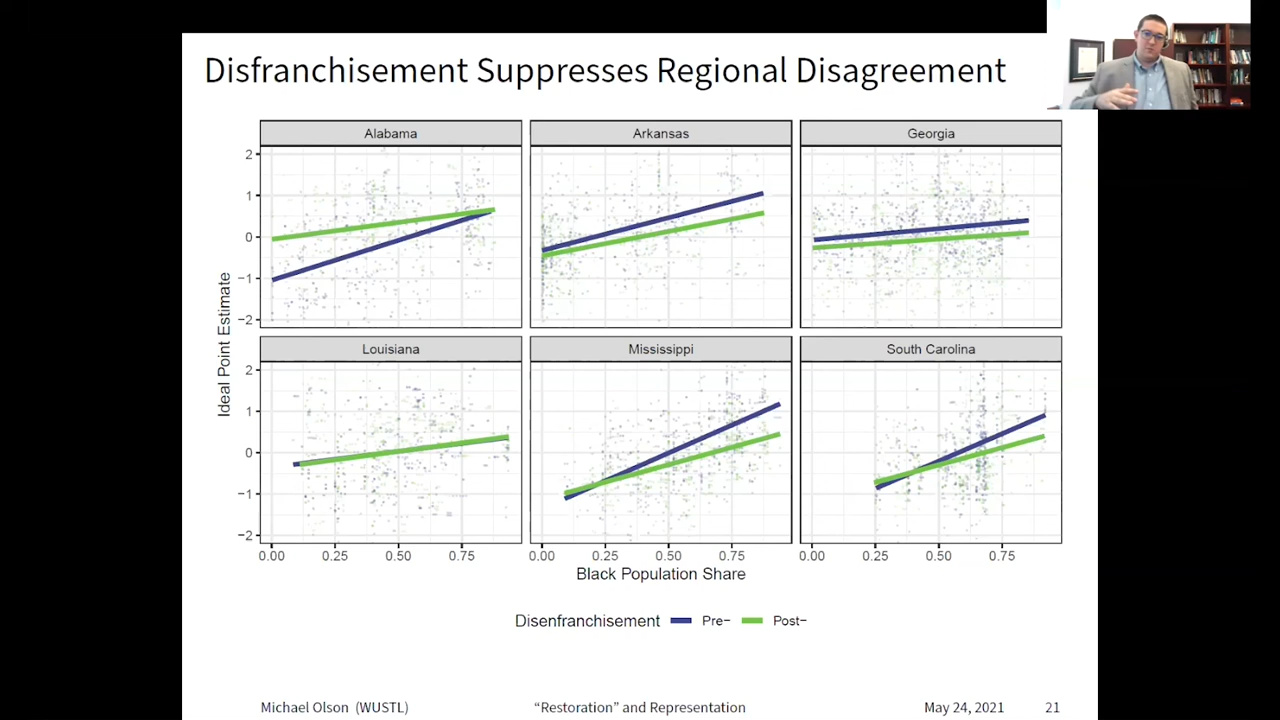 Disfranchisement Suppresses Regional Disagreement
Alabama
Arkansas
Georgia
2
1
0
−1
−2
Louisiana
Mississippi
South Carolina
2
1
0
−1
−2
Ideal Point Estimate
0.00 0.25 0.50 0.75
0.00 0.25 0.50 0.75
0.00 0.25 0.50 0.75
Black Population Share
Disenfranchisement Pre− Post−
Michael Olson (WUSTL) “Restoration” and Representation May 24, 2021 21